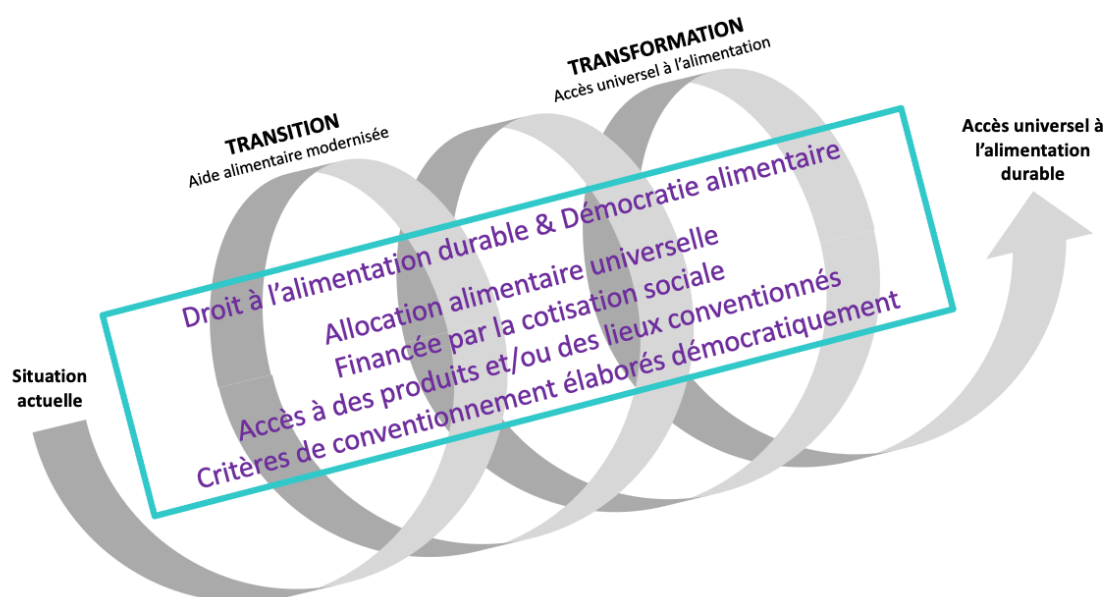 TRANSFORMATION
Accès universel à l'alimentation
TRANSITION
Aide alimentaire modernisée
Accès universel à
l'alimentation
durable
Droit à l'alimentation durable & Démocratie alimentaire
Allocation alimentaire universelle
Financée par la cotisation sociale
Accès à des produits et/ou des lieux conventionnés
Critères de conventionnement élaborés démocratiquement
Situation
actuelle